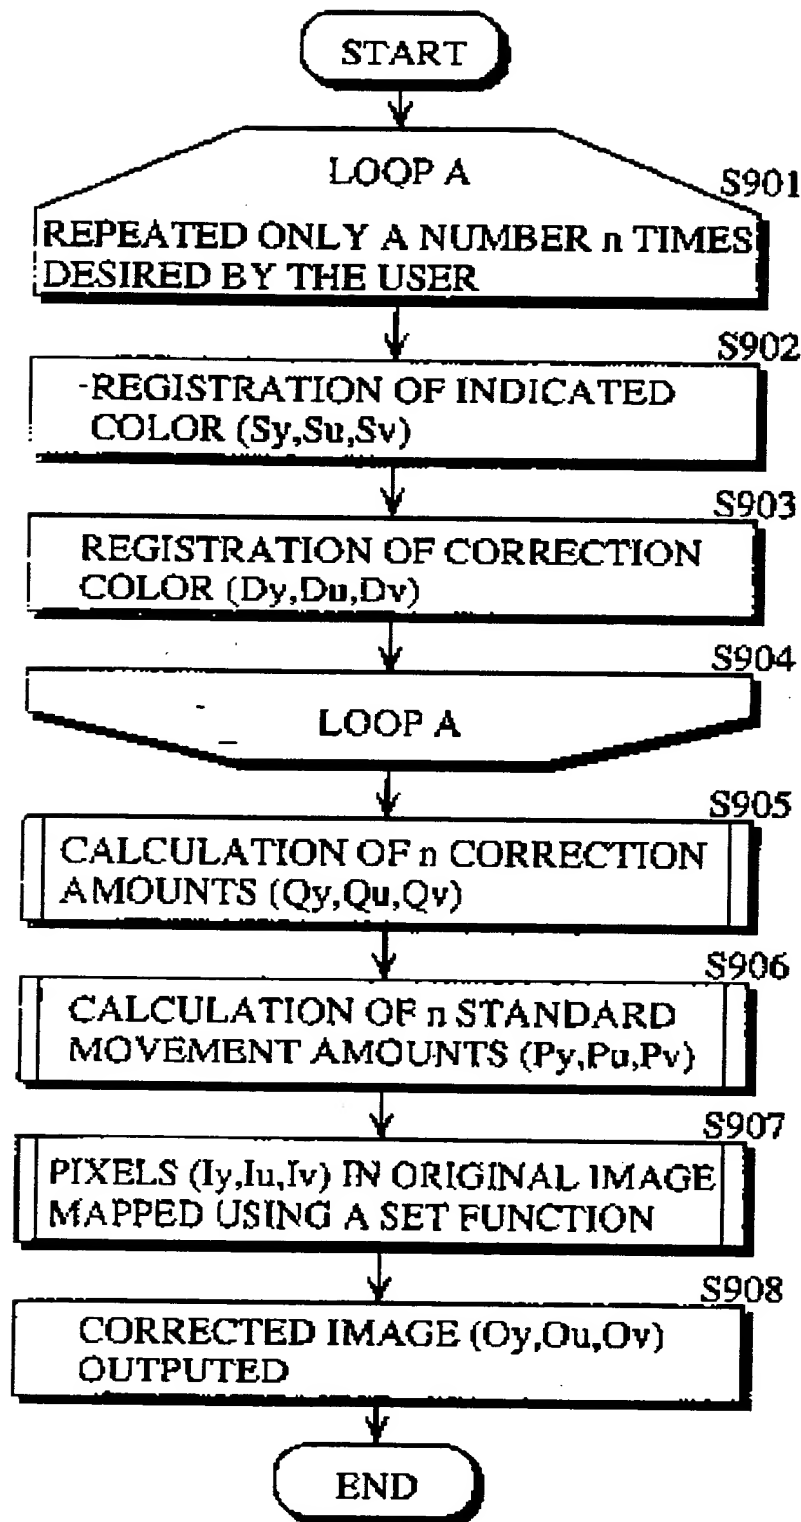 START
LOOP A
S901
REPEATED ONLY A NUMBER n TIMES
DESIRED BY THE USER
S902
REGISTRATION OF INDICATED
COLOR (Sy,Su,Sv)
S903
REGISTRATION OF CORRECTION
COLOR (Dy,Du,Dv)
S904
LOOP A
S905
CALCULATION OF n CORRECTION
AMOUNTS (Qy,Qu,Qv)
S906
CALCULATION OF n STANDARD
MOVEMENT AMOUNTS (Py,Pu,Pv)
S907
PIXELS (Iy,Iu,Iv) IN ORIGINAL IMAGE
MAPPED USING A SET FUNCTION
S908
CORRECTED IMAGE (Oy,Ou,Ov)
OUTPUTED
END